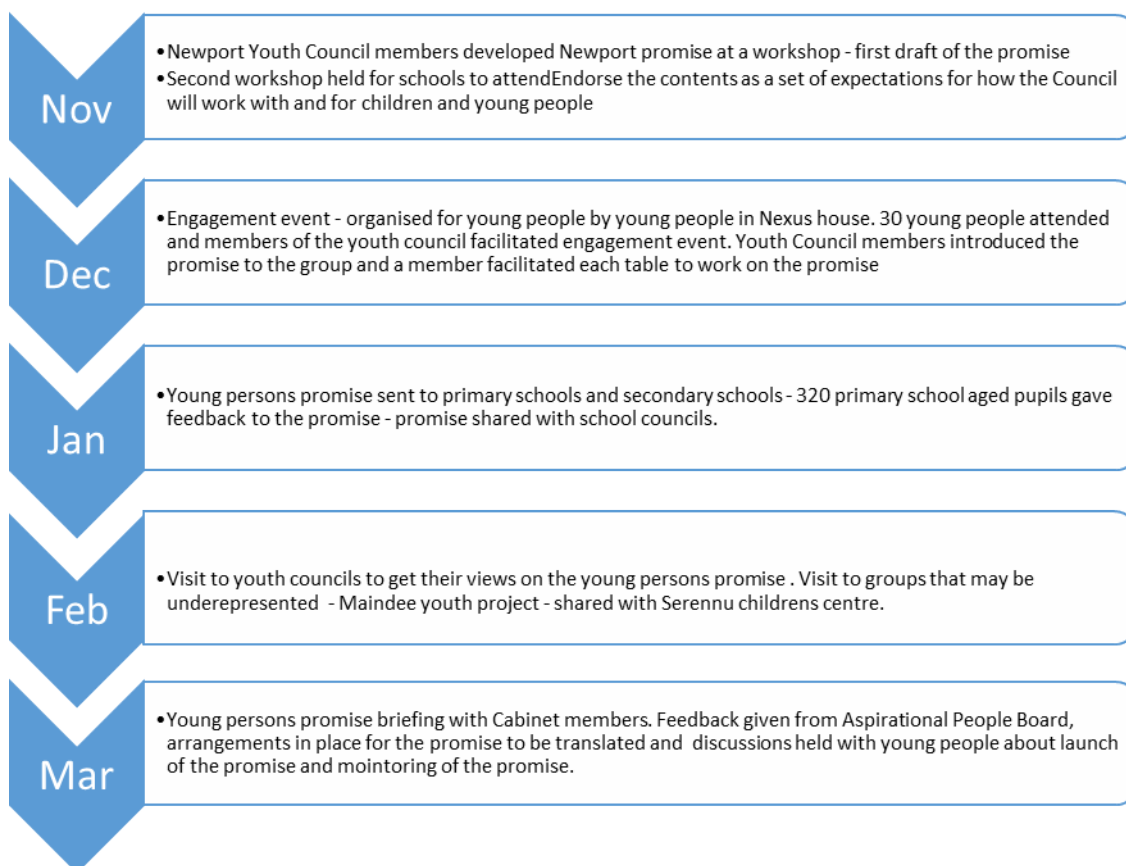 Nov
•Newport Youth Council members developed Newport promise at a workshop - first draft of the promise
•Second workshop held for schools to attendEndorse the contents as a set of expectations for how the Council
will work with and for children and young people
Dec
•Engagement event - organised for young people by young people in Nexus house. 30 young people attended
and members of the youth council facilitated engagement event. Youth Council members introduced the
promise to the group and a member facilitated each table to work on the promise
Jan
•Young persons promise sent to primary schools and secondary schools - 320 primary school aged pupils gave
feedback to the promise - promise shared with school councils.
Feb
•Visit to youth councils to get their views on the young persons promise . Visit to groups that may be
underepresented - Maindee youth project - shared with Serennu childrens centre.
Mar
•Young persons promise briefing with Cabinet members. Feedback given from Aspirational People Board,
arrangements in place for the promise to be translated and discussions held with young people about launch
of the promise and mointoring of the promise.